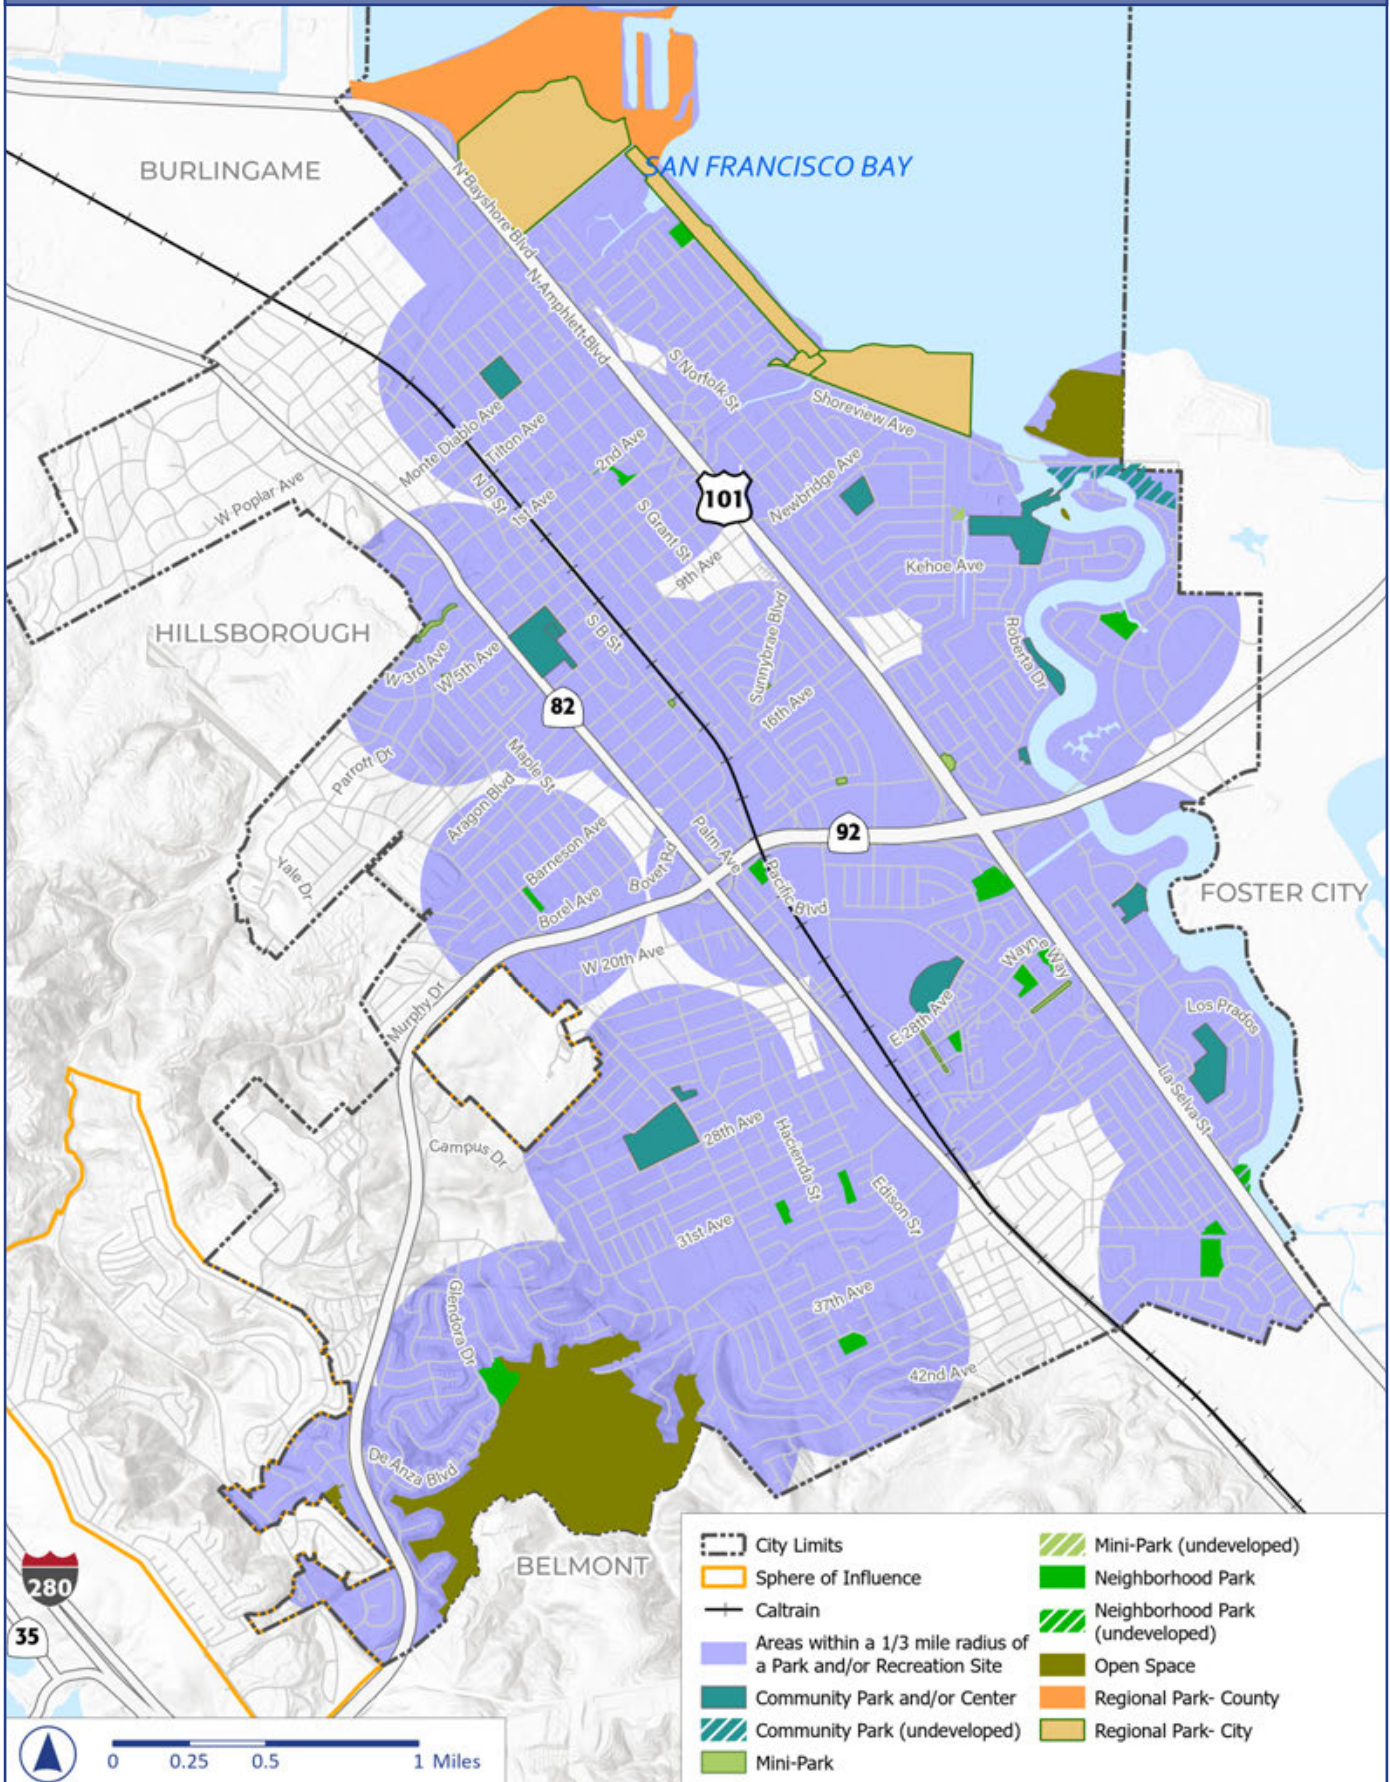 BURLINGAME
SAN FRANCISCO BAY
N Bayshore Blvd
N Amphlett Blvd
S Norfolk St
Shoreview Ave
Monte Diablo Ave
Tilton Ave
2nd Ave
N B St
1st Ave
W Poplar Ave
101
Newbridge Ave
S Grant St
9th Ave
Kehoe Ave
HILLSBOROUGH
W 3rd Ave
W 5th Ave
S B St
Sunnybrae Blvd
Roberta Dr
82
16th Ave
Parrott Dr
Maple St
Aragon Blvd
Palm Ave
92
Barneson Ave
Yale Dr
Bovet Rd
Borel Ave
Pacific Blvd
FOSTER CITY
W 20th Ave
Wayne Way
Murphy Dr
E 28th Ave
Los Prados
La Selva St
28th Ave
Campus Dr
Hacienda St
Edison St
31st Ave
37th Ave
Glendora Dr
42nd Ave
De Anza Blvd
BELMONT
280
35
City Limits
Sphere of Influence
Caltrain
Areas within a 1/3 mile radius of
a Park and/or Recreation Site
Community Park and/or Center
Community Park (undeveloped)
Mini-Park
Mini-Park (undeveloped)
Neighborhood Park
Neighborhood Park
(undeveloped)
Open Space
Regional Park- County
Regional Park- City
0 0.25 0.5 1 Miles